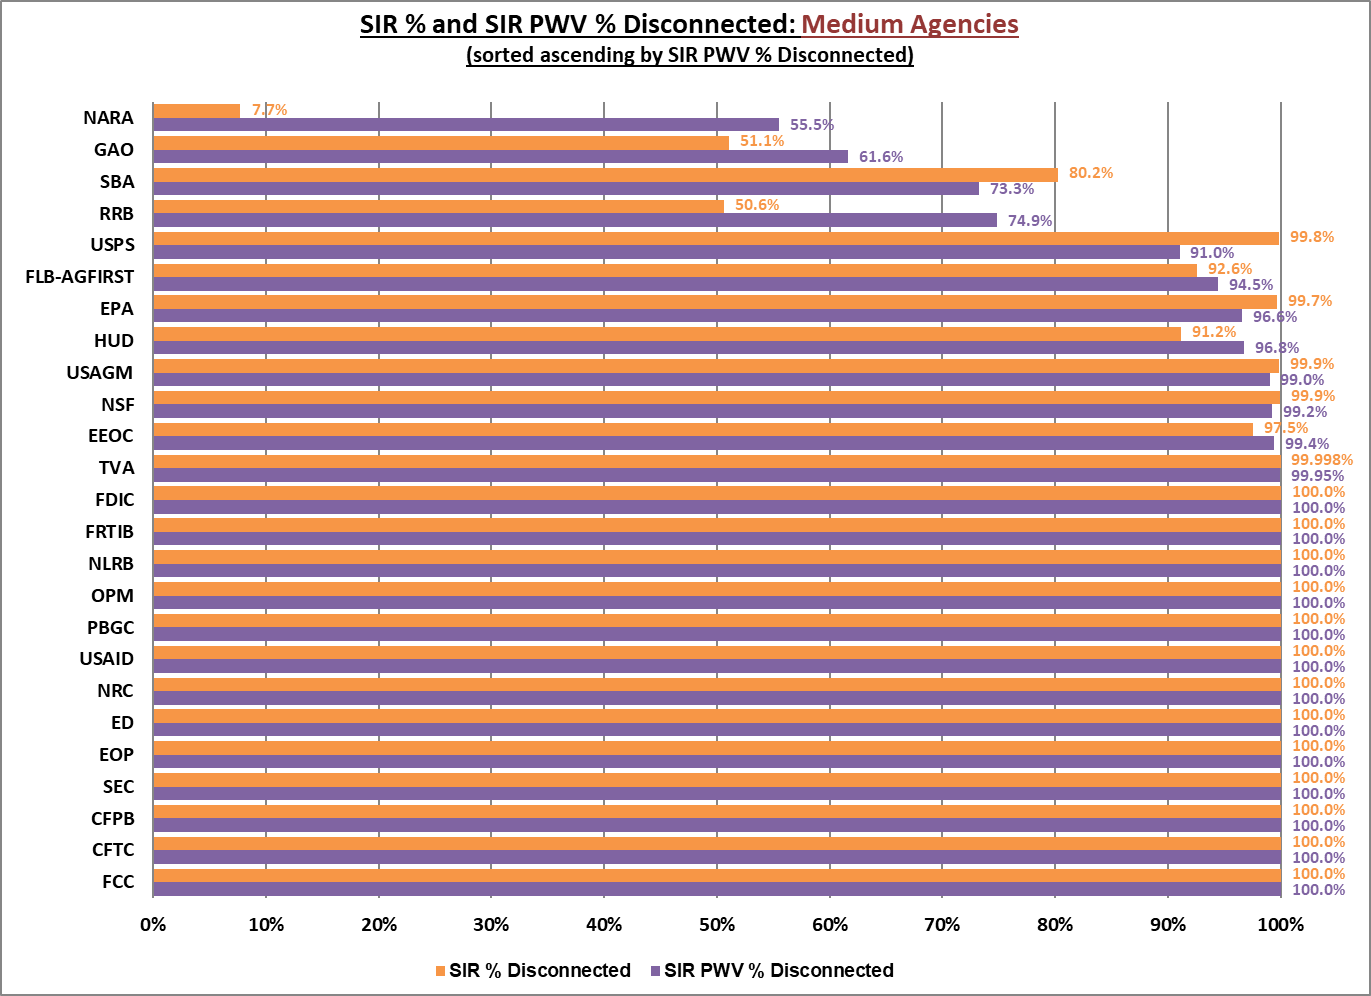 SIR % and SIR PWV % Disconnected: Medium Agencies
(sorted ascending by SIR PWV % Disconnected)
NARA 7.7%
55.5%
GAO 51.1%
61.6%
SBA 80.2%
73.3%
RRB 50.6%
74.9%
USPS 99.8%
91.0%
FLB-AGFIRST 92.6%
94.5%
EPA 99.7%
96.6%
HUD 91.2%
96.8%
USAGM 99.9%
99.0%
NSF 99.9%
99.2%
EEOC 97.5%
99.4%
TVA 99.998%
99.95%
FDIC 100.0%
100.0%
FRTIB 100.0%
100.0%
NLRB 100.0%
100.0%
OPM 100.0%
100.0%
PBGC 100.0%
100.0%
USAID 100.0%
100.0%
NRC 100.0%
100.0%
ED 100.0%
100.0%
EOP 100.0%
100.0%
SEC 100.0%
100.0%
CFPB 100.0%
100.0%
CFTC 100.0%
100.0%
FCC 100.0%
100.0%
0% 10% 20% 30% 40% 50% 60% 70% 80% 90% 100%
SIR % Disconnected SIR PWV % Disconnected